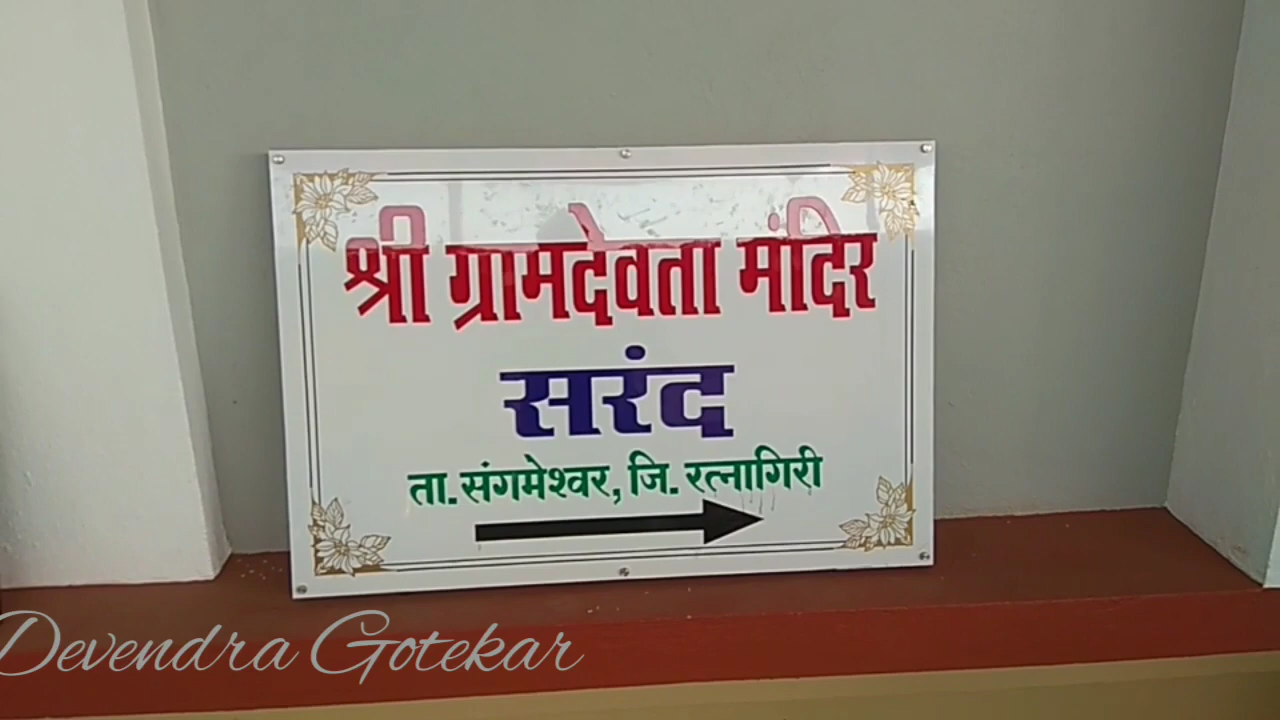 श्री ग्रामदेवता मंदिर
सरंद
ता. संगमेश्वर, जि. रत्नागिरी
Devendra Gotekar